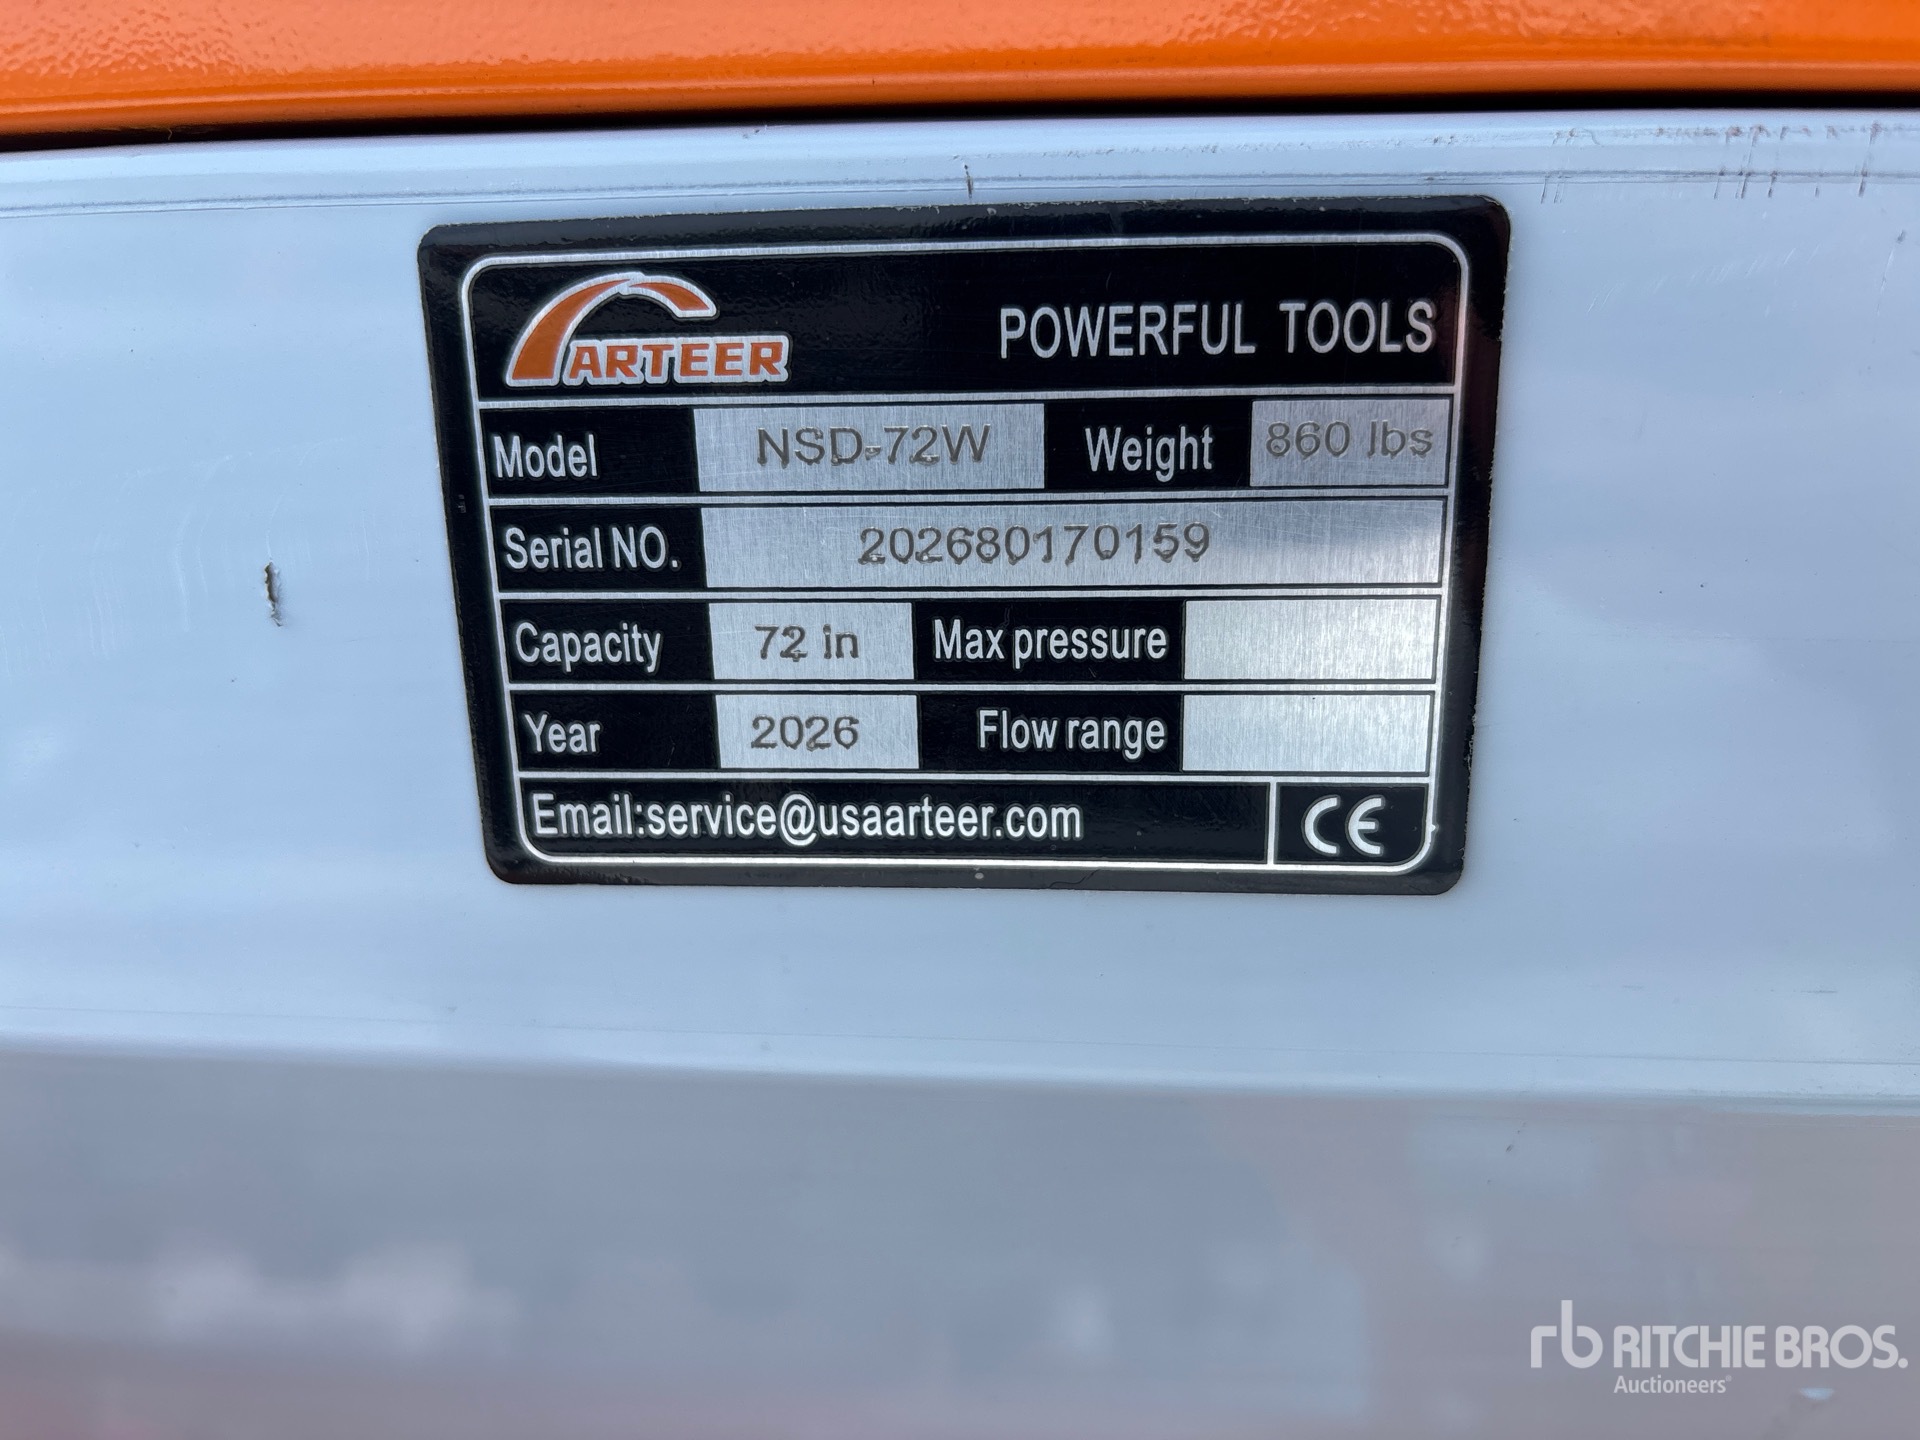 ARTEER POWERFUL TOOLS
Model NSD-72W Weight 860 lbs
Serial NO. 202680170159
Capacity 72 in Max pressure
Year 2026 Flow range
Email:service@usaarteer.com CE
rb RITCHIE BROS.
Auctioneers